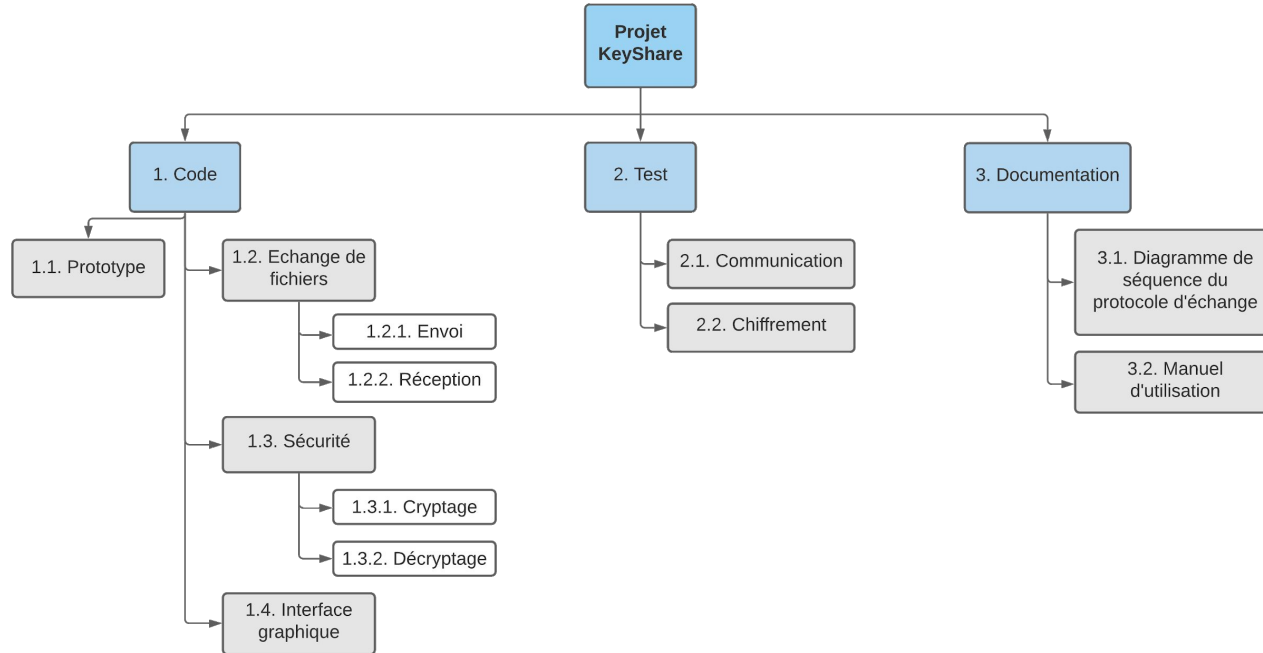 Projet
KeyShare
1. Code
2. Test
3. Documentation
1.1. Prototype
1.2. Echange de
fichiers
1.2.1. Envoi
1.2.2. Réception
1.3. Sécurité
1.3.1. Cryptage
1.3.2. Décryptage
1.4. Interface
graphique
2.1. Communication
2.2. Chiffrement
3.1. Diagramme de
séquence du
protocole d'échange
3.2. Manuel
d'utilisation